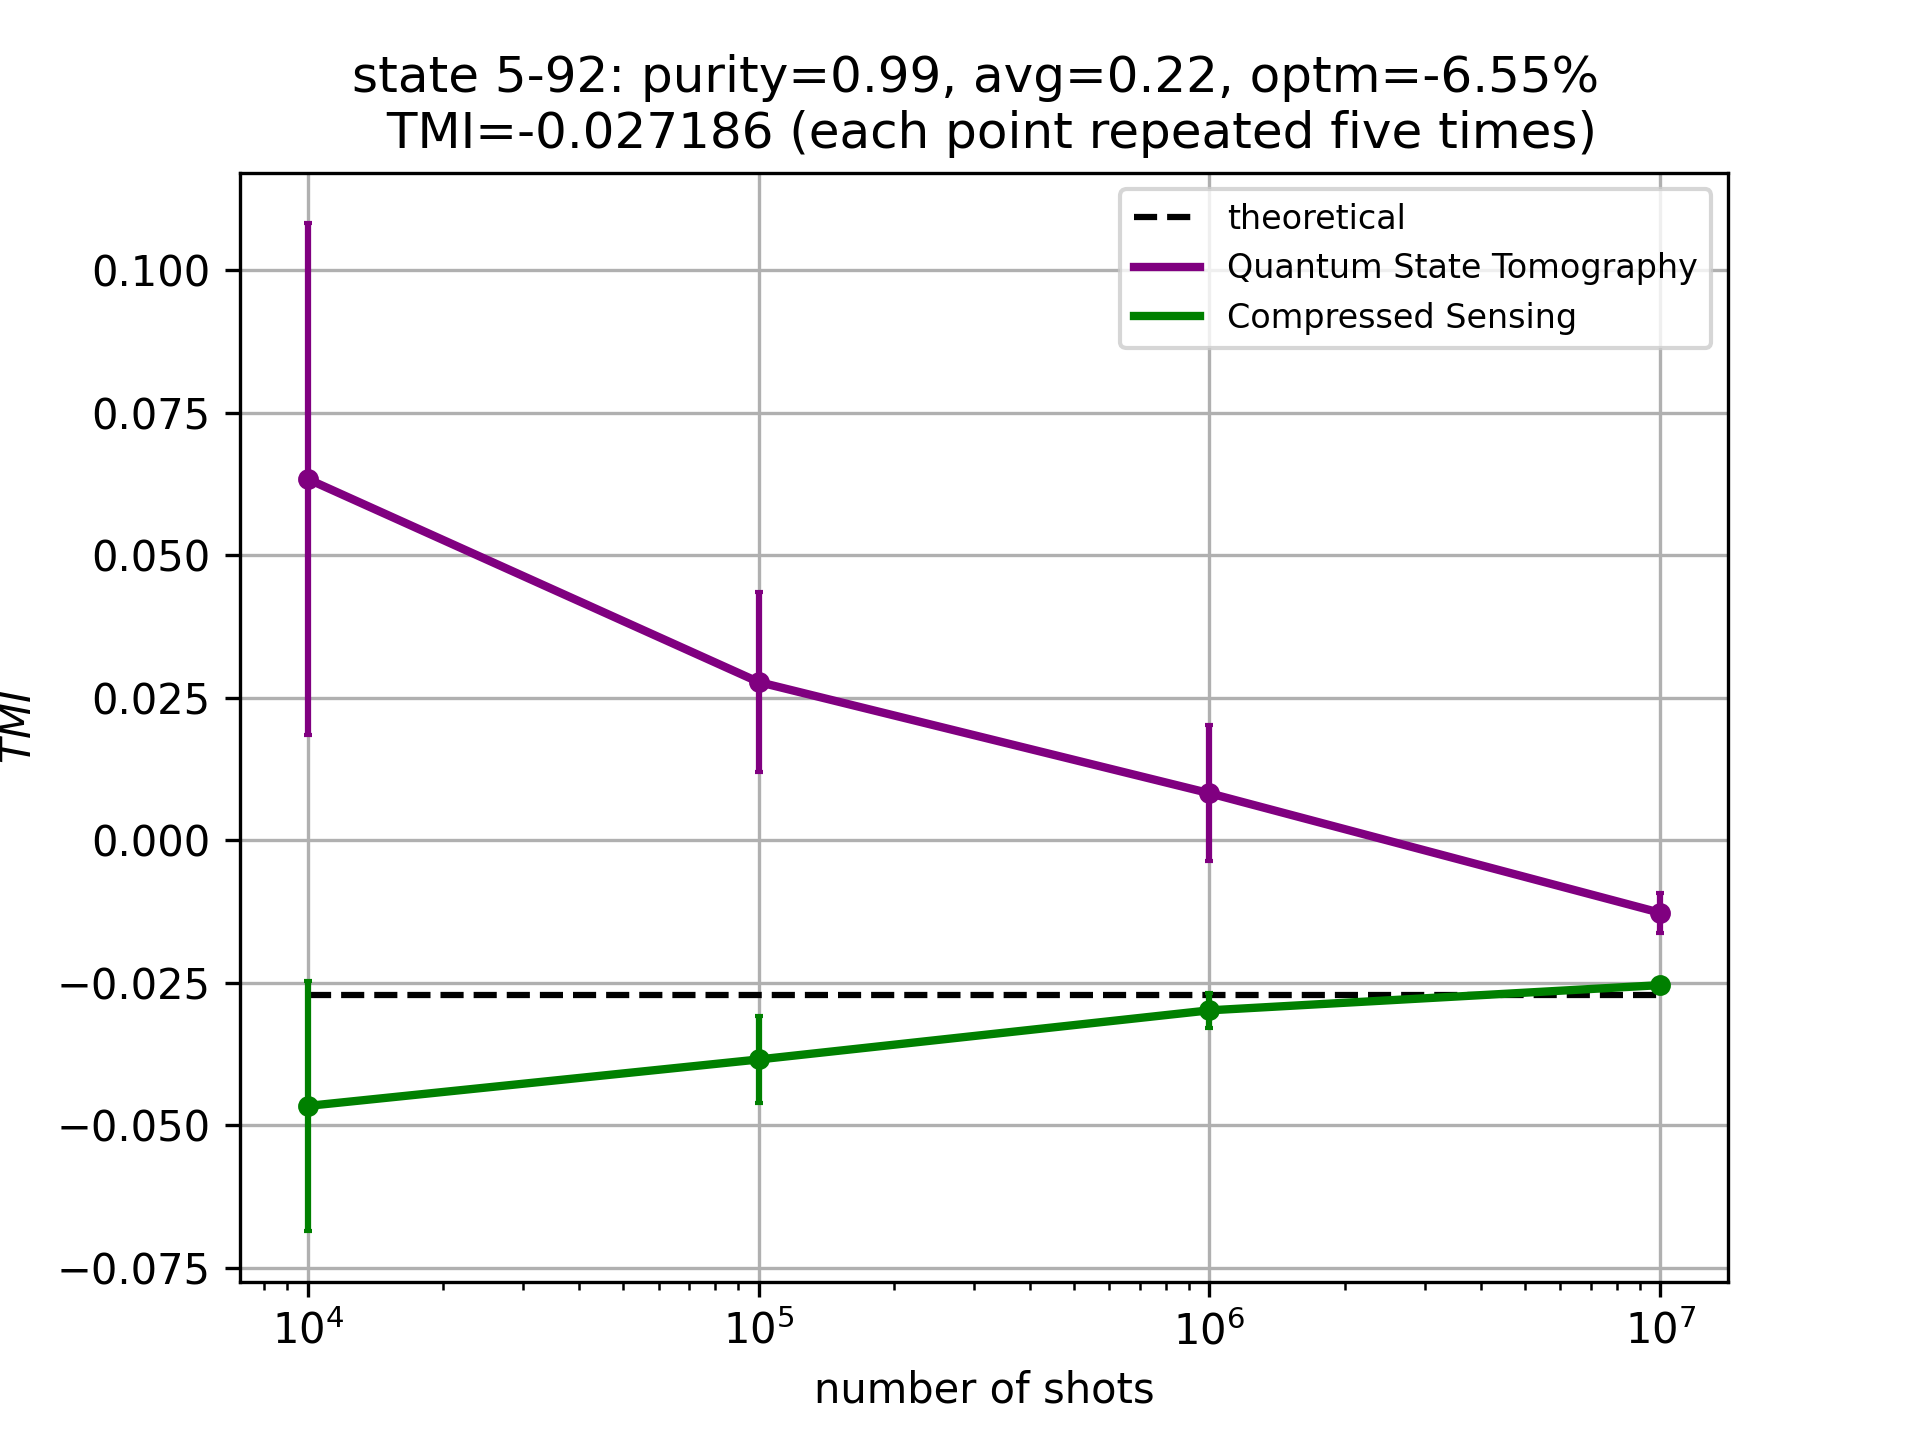 state 5-92: purity=0.99, avg=0.22, optm=-6.55%
TMI=-0.027186 (each point repeated five times)
theoretical
Quantum State Tomography
Compressed Sensing
0.100
0.075
0.050
0.025
0.000
−0.025
−0.050
−0.075
TMI
10⁴ 10⁵ 10⁶ 10⁷
number of shots